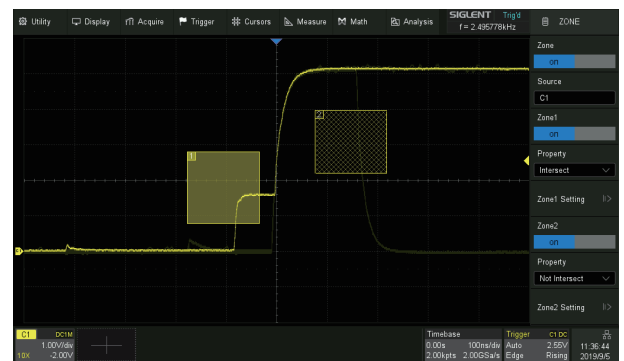 Utility Display Acquire Trigger Cursors Measure Math Analysis SIGLENT Trig'd ZONE
f = 2.495778kHz
Zone
on
Source
C1
Zone1
on
Property
Intersect
Zone1 Setting
Zone2
on
Property
Not Intersect
Zone2 Setting
1
2
C1 DC1M
1.00V/div
10X -2.00V
Timebase
0.00s 100ns/div
2.00kpts 2.00GSa/s
Trigger C1 DC
Auto 2.55V
Edge Rising
11:36:44
2019/9/5